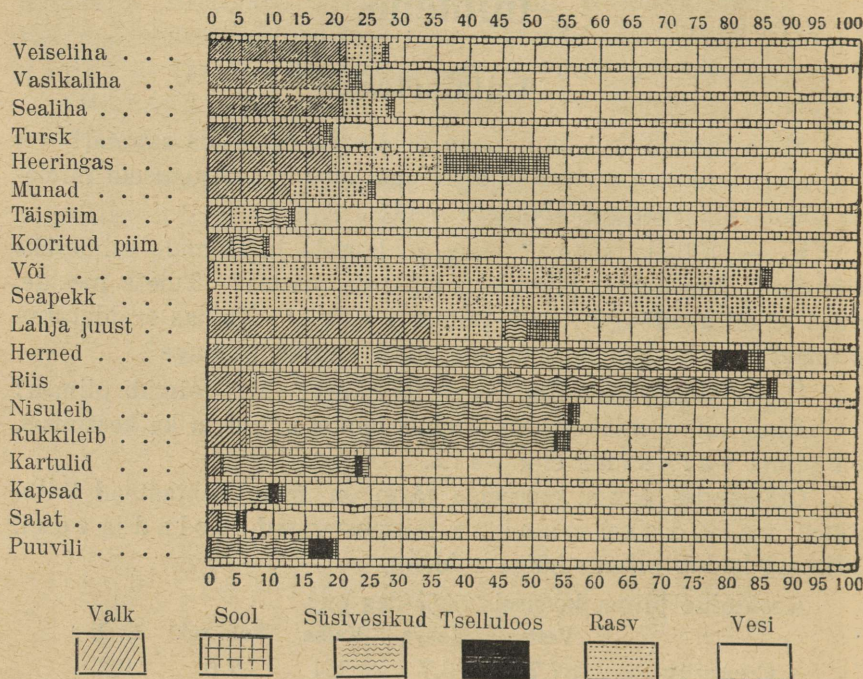 0 5 10 15 20 25 30 35 40 45 50 55 60 65 70 75 80 85 90 95 100
Veiseliha . . .
Vasikaliha . .
Sealiha . . . .
Tursk . . . .
Heeringas . . .
Munad . . . .
Täispiim . . .
Kooritud piim .
Või . . . . .
Seapekk . . .
Lahja juust . .
Herned . . . .
Riis . . . . .
Nisuleib . . .
Rukkileib . . .
Kartulid . . .
Kapsad . . . .
Salat . . . . .
Puuvili . . . .
0 5 10 15 20 25 30 35 40 45 50 55 60 65 70 75 80 85 90 95 100
Valk Sool Süsivesikud Tselluloos Rasv Vesi